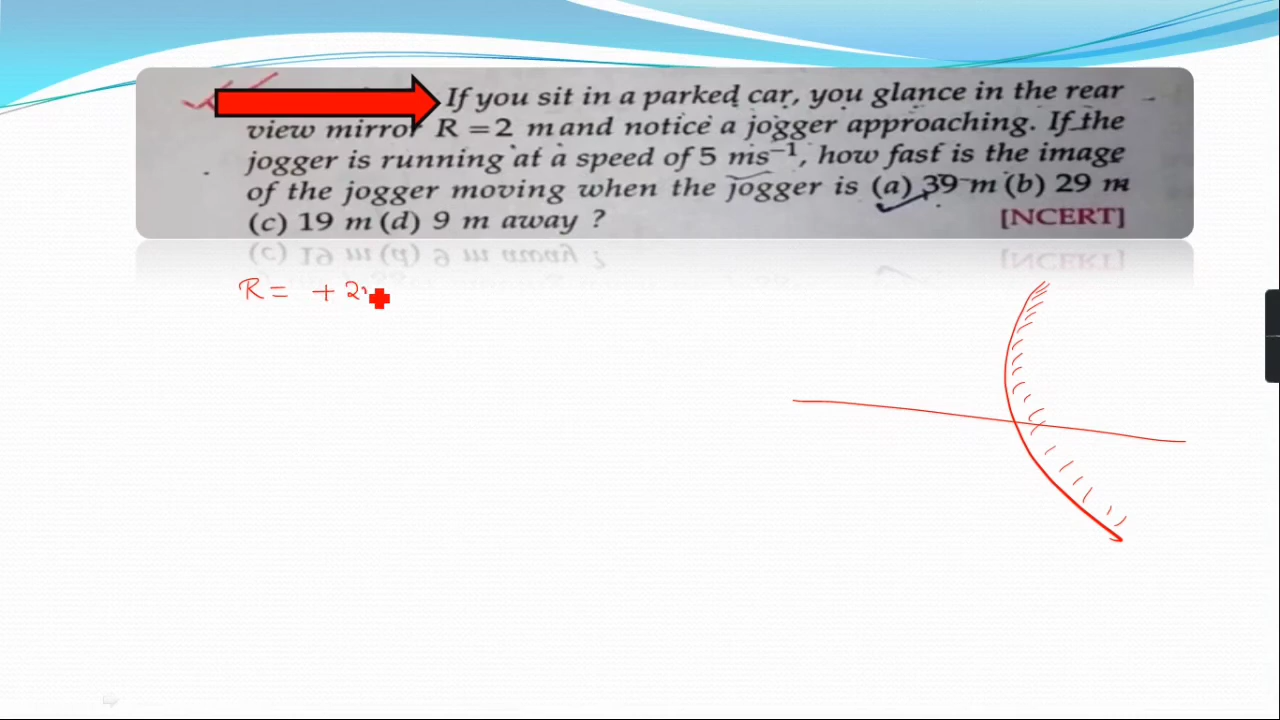 If you sit in a parked car, you glance in the rear
view mirror R = 2 m and notice a jogger approaching. If the
jogger is running at a speed of 5 ms⁻¹, how fast is the image
of the jogger moving when the jogger is (a) 39 m (b) 29 m
(c) 19 m (d) 9 m away ?
[NCERT]
R = + 2